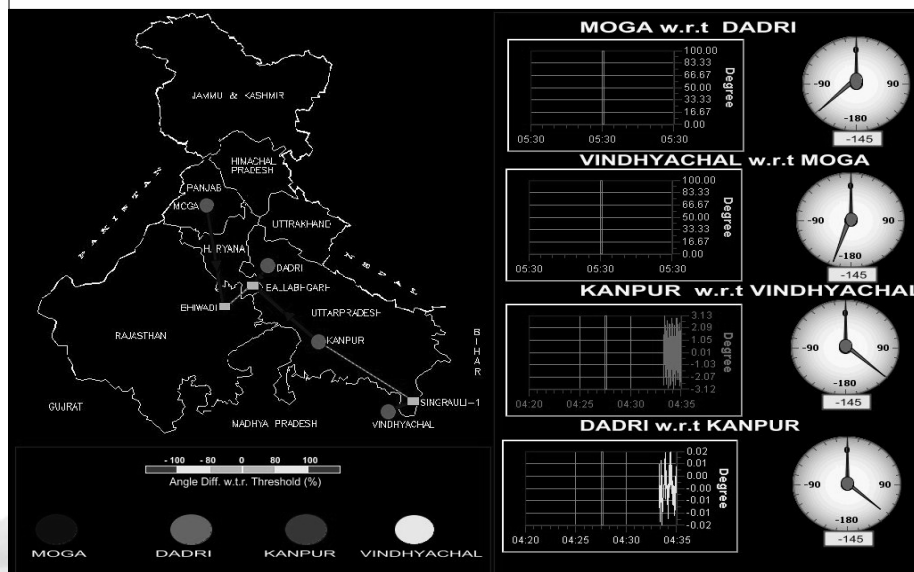 JAMMU & KASHMIR
HIMACHAL
PRADESH
PANJAB
MOGA
UTTRAKHAND
PAKISTAN
NEPAL
HARYANA
DADRI
BALLABHGARH
BHIWADI
UTTARPRADESH
RAJASTHAN
KANPUR
BIHAR
SINGRAULI-1
GUJRAT
MADHYA PRADESH
VINDHYACHAL
- 100 - 80 0 80 100
Angle Diff. w.t.r. Threshold (%)
MOGA DADRI KANPUR VINDHYACHAL
MOGA w.r.t DADRI
100.00
83.33
66.67
50.00
33.33
16.67
0.00
Degree
05:30 05:30 05:30
-90 90
-180
-145
VINDHYACHAL w.r.t MOGA
100.00
83.33
66.67
50.00
33.33
16.67
0.00
Degree
05:30 05:30 05:30
-90 90
-180
-145
KANPUR w.r.t VINDHYACHAL
3.13
2.09
1.05
0.01
-1.03
-2.07
-3.12
Degree
04:20 04:25 04:30 04:35
-90 90
-180
-145
DADRI w.r.t KANPUR
0.02
0.01
0.00
-0.00
-0.01
-0.01
-0.02
Degree
04:20 04:25 04:30 04:35
-90 90
-180
-145